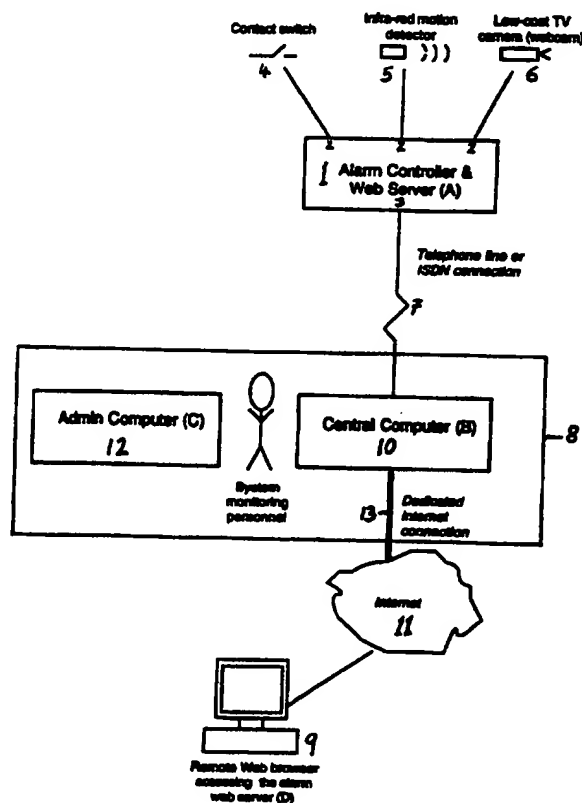 Contact switch
4
Infra-red motion
detector
5
Low-cost TV
camera (webcam)
6
2 2 2
1 Alarm Controller &
Web Server (A)
3
Telephone line or
ISDN connection
7
Admin Computer (C)
12
System
monitoring
personnel
Central Computer (B)
10
8
13
Dedicated
Internet
connection
Internet
11
9
Remote Web browser
accessing the alarm
web server (D)